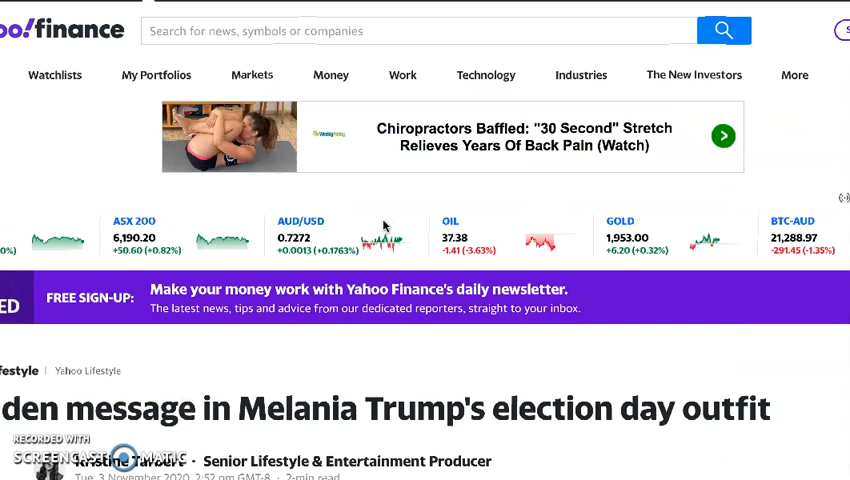 oo!finance
Search for news, symbols or companies
S
Watchlists My Portfolios Markets Money Work Technology Industries The New Investors More
Chiropractors Baffled: "30 Second" Stretch
Relieves Years Of Back Pain (Watch)
ASX 200 AUD/USD OIL GOLD BTC-AUD
6,190.20 0.7272 37.38 1,953.00 21,288.97
0%) +50.60 (+0.82%) +0.0013 (+0.1763%) -1.41 (-3.63%) +6.20 (+0.32%) -291.45 (-1.35%)
ED FREE SIGN-UP: Make your money work with Yahoo Finance's daily newsletter.
The latest news, tips and advice from our dedicated reporters, straight to your inbox.
festyle | Yahoo Lifestyle
den message in Melania Trump's election day outfit
RECORDED WITH
SCREENCAST MATIC
Kristine · Senior Lifestyle & Entertainment Producer
Tue, 3 November 2020, 2:52 pm GMT-8 · 2-min read